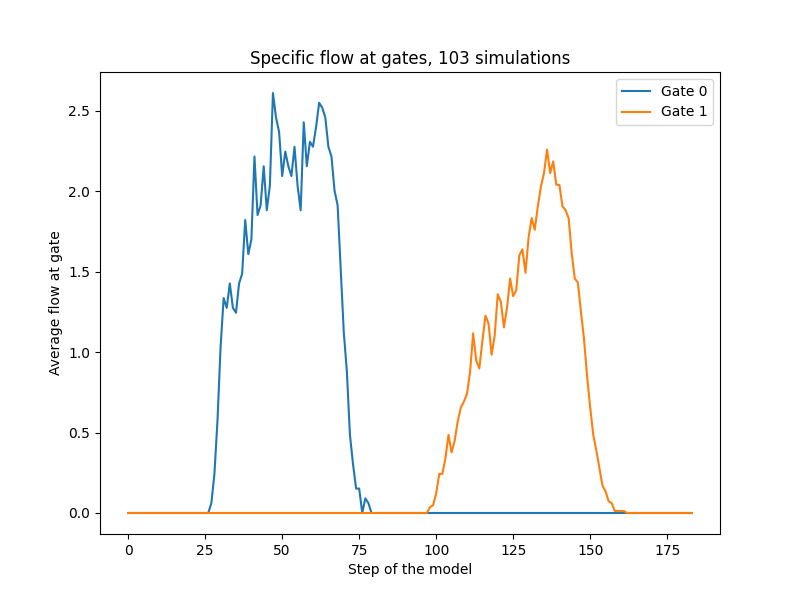 Specific flow at gates, 103 simulations
Gate 0
Gate 1
Average flow at gate
2.5
2.0
1.5
1.0
0.5
0.0
0 25 50 75 100 125 150 175
Step of the model